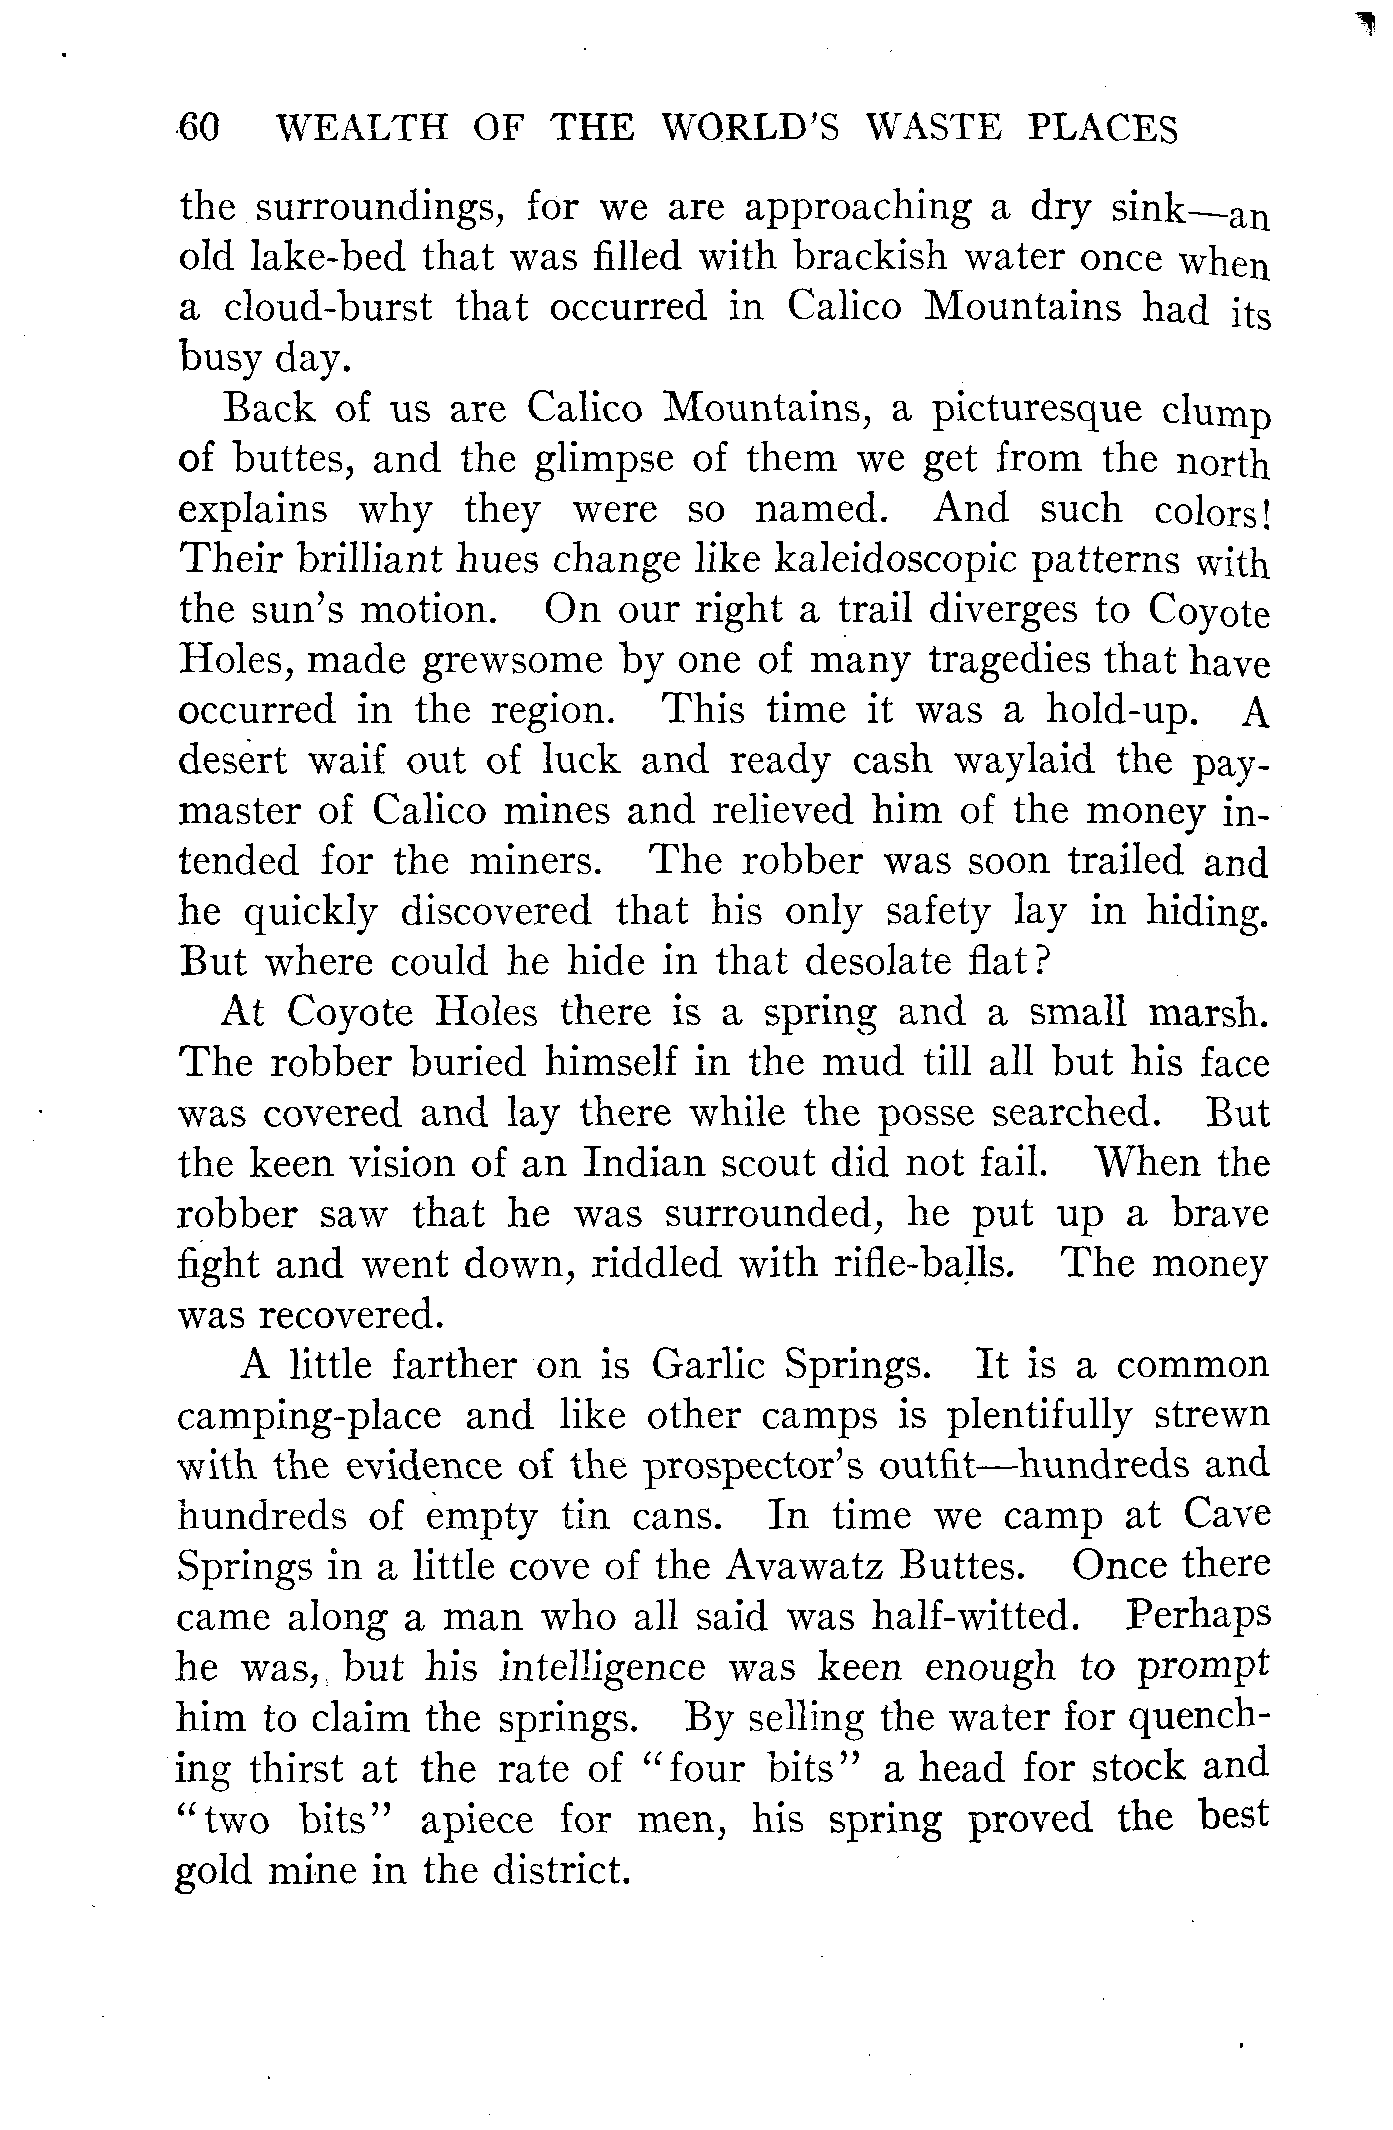 60 WEALTH OF THE WORLD'S WASTE PLACES
the surroundings, for we are approaching a dry sink—an
old lake-bed that was filled with brackish water once when
a cloud-burst that occurred in Calico Mountains had its
busy day.
Back of us are Calico Mountains, a picturesque clump
of buttes, and the glimpse of them we get from the north
explains why they were so named. And such colors!
Their brilliant hues change like kaleidoscopic patterns with
the sun's motion. On our right a trail diverges to Coyote
Holes, made grewsome by one of many tragedies that have
occurred in the region. This time it was a hold-up. A
desert waif out of luck and ready cash waylaid the pay-
master of Calico mines and relieved him of the money in-
tended for the miners. The robber was soon trailed and
he quickly discovered that his only safety lay in hiding.
But where could he hide in that desolate flat?
At Coyote Holes there is a spring and a small marsh.
The robber buried himself in the mud till all but his face
was covered and lay there while the posse searched. But
the keen vision of an Indian scout did not fail. When the
robber saw that he was surrounded, he put up a brave
fight and went down, riddled with rifle-balls. The money
was recovered.
A little farther on is Garlic Springs. It is a common
camping-place and like other camps is plentifully strewn
with the evidence of the prospector's outfit—hundreds and
hundreds of empty tin cans. In time we camp at Cave
Springs in a little cove of the Avawatz Buttes. Once there
came along a man who all said was half-witted. Perhaps
he was, but his intelligence was keen enough to prompt
him to claim the springs. By selling the water for quench-
ing thirst at the rate of "four bits" a head for stock and
"two bits" apiece for men, his spring proved the best
gold mine in the district.